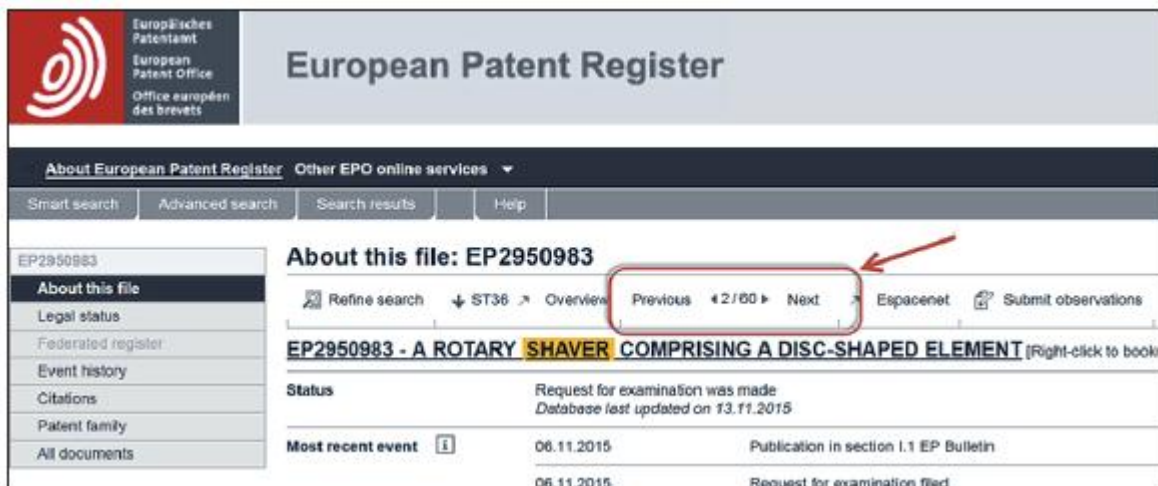 Europäisches
Patentamt
European
Patent Office
Office européen
des brevets
European Patent Register
About European Patent Register Other EPO online services
Smart search Advanced search Search results Help
EP2950983
About this file
Legal status
Federated register
Event history
Citations
Patent family
All documents
About this file: EP2950983
Refine search ST36 Overview Previous 2/60 Next Espacenet Submit observations
EP2950983 - A ROTARY SHAVER COMPRISING A DISC-SHAPED ELEMENT [Right-click to book
Status Request for examination was made
Database last updated on 13.11.2015
Most recent event i 06.11.2015 Publication in section I.1 EP Bulletin
06.11.2015 Request for examination filed